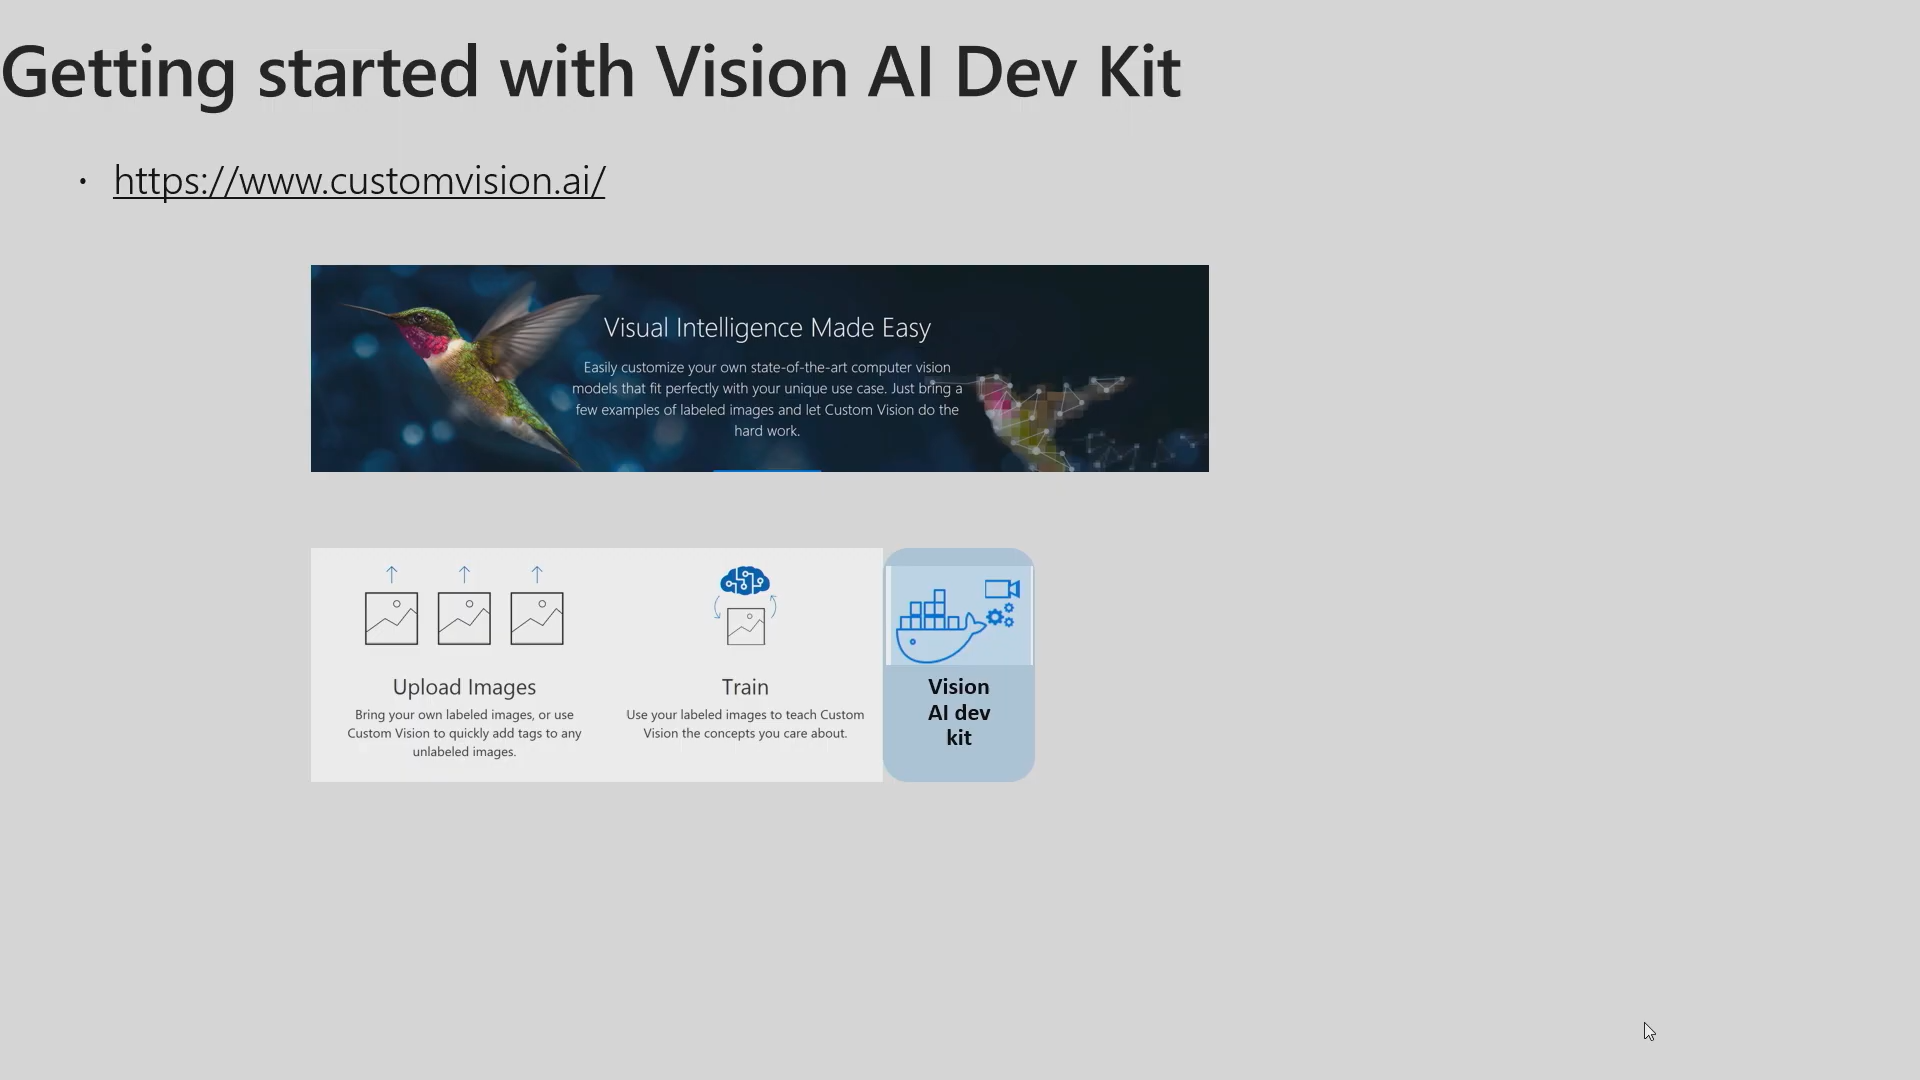 Getting started with Vision AI Dev Kit
• https://www.customvision.ai/
Visual Intelligence Made Easy
Easily customize your own state-of-the-art computer vision
models that fit perfectly with your unique use case. Just bring a
few examples of labeled images and let Custom Vision do the
hard work.
Upload Images
Bring your own labeled images, or use
Custom Vision to quickly add tags to any
unlabeled images.
Train
Use your labeled images to teach Custom
Vision the concepts you care about.
Vision
AI dev
kit